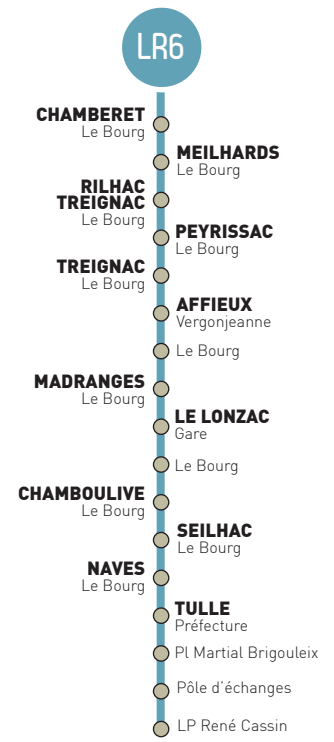 LR6
CHAMBERET
Le Bourg
MEILHARDS
Le Bourg
RILHAC
TREIGNAC
Le Bourg
PEYRISSAC
Le Bourg
TREIGNAC
Le Bourg
AFFIEUX
Vergonjeanne
Le Bourg
MADRANGES
Le Bourg
LE LONZAC
Gare
Le Bourg
CHAMBOULIVE
Le Bourg
SEILHAC
Le Bourg
NAVES
Le Bourg
TULLE
Préfecture
Pl Martial Brigouleix
Pôle d'échanges
LP René Cassin